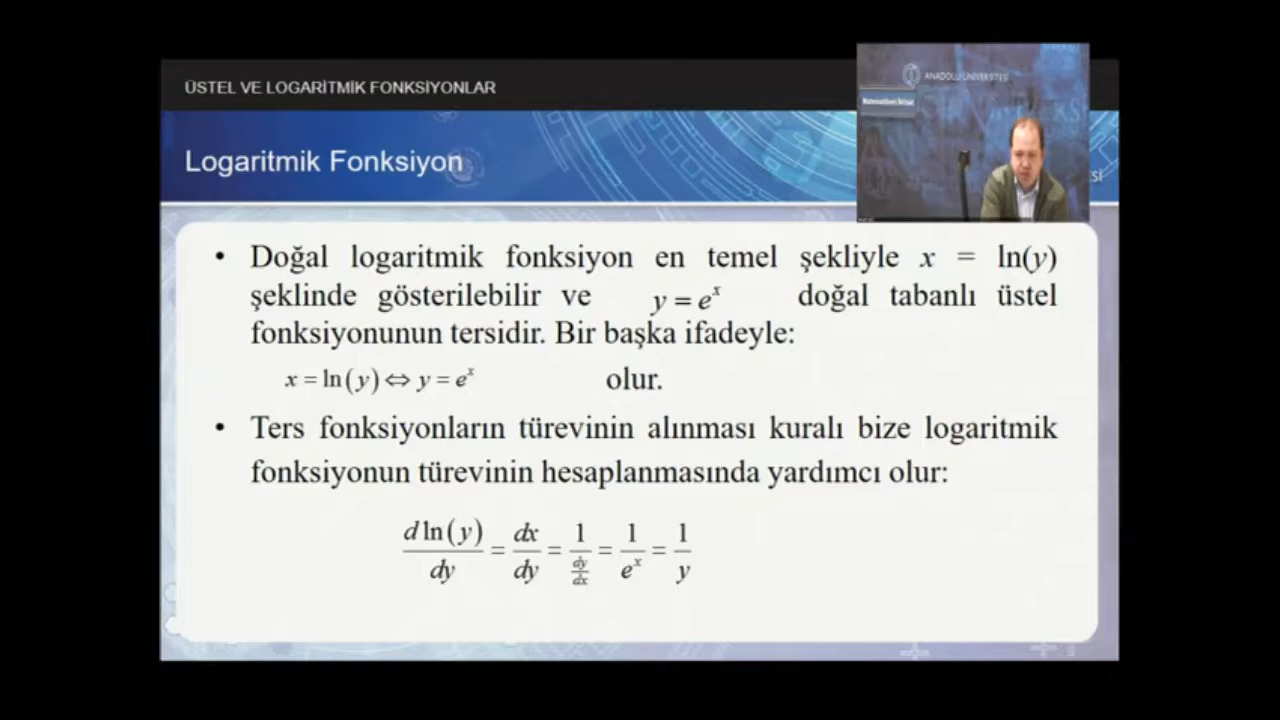 ÜSTEL VE LOGARİTMİK FONKSİYONLAR
ANADOLU ÜNİVERSİTESİ
Logaritmik Fonksiyon
• Doğal logaritmik fonksiyon en temel şekliyle x = ln(y)
şeklinde gösterilebilir ve y = e^x doğal tabanlı üstel
fonksiyonunun tersidir. Bir başka ifadeyle:
x = ln(y) ⇔ y = e^x olur.
• Ters fonksiyonların türevinin alınması kuralı bize logaritmik
fonksiyonun türevinin hesaplanmasında yardımcı olur:
d ln(y)/dy = dx/dy = 1/(dy/dx) = 1/e^x = 1/y